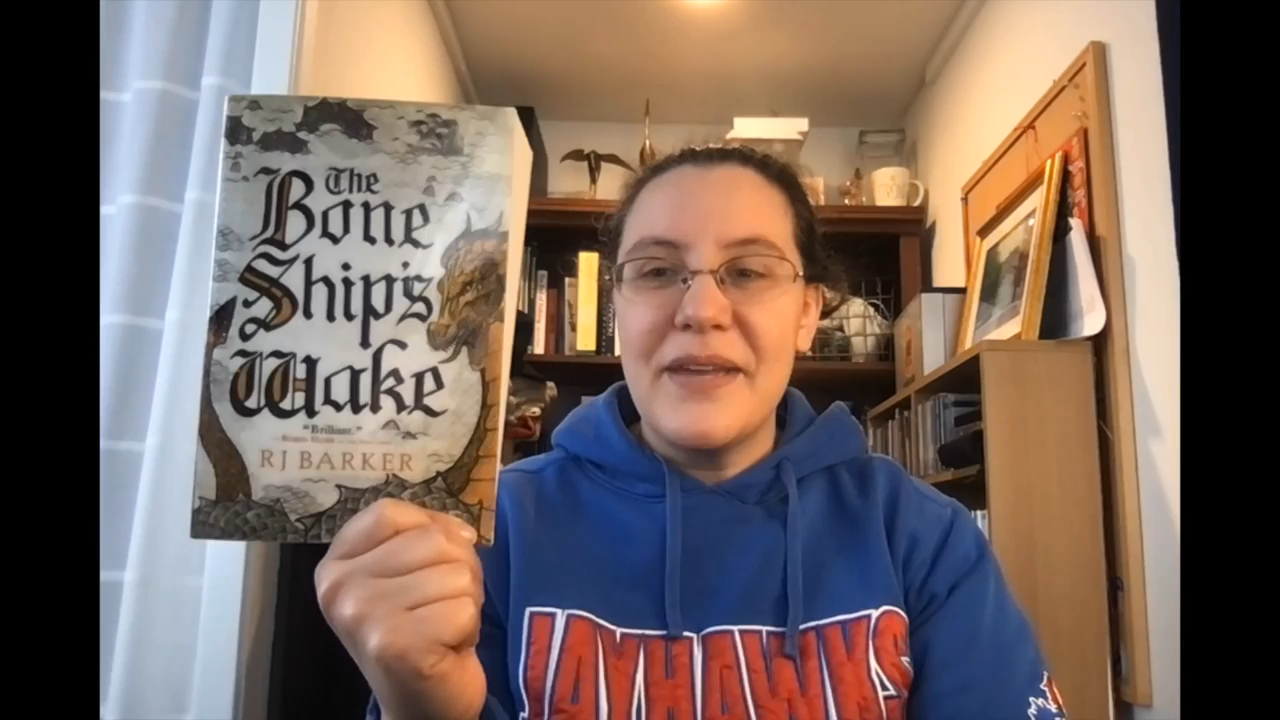 The
Bone
Ship's
Wake
"Brilliant."
RJ BARKER
JAYHAWKS